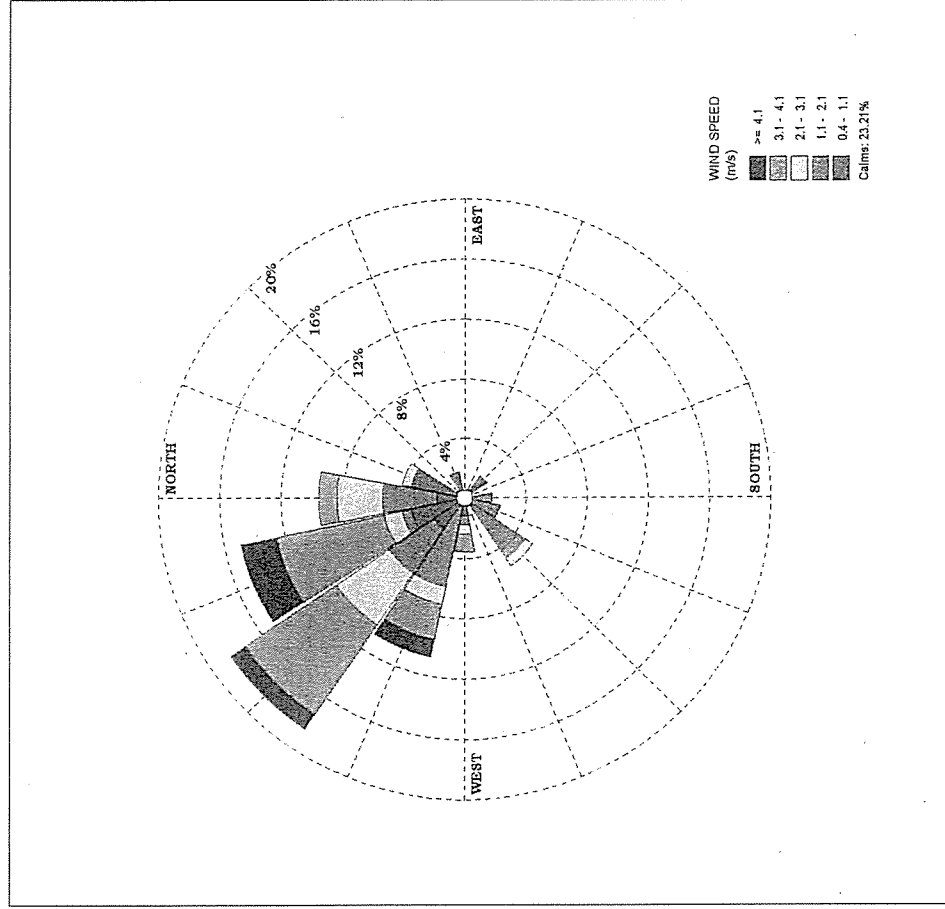 NORTH
20%
16%
12%
8%
4%
WEST
EAST
SOUTH
WIND SPEED
(m/s)
>= 4.1
3.1 - 4.1
2.1 - 3.1
1.1 - 2.1
0.4 - 1.1
Calms: 23.21%